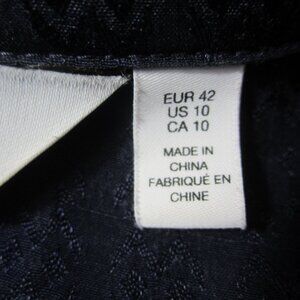 EUR 42
US 10
CA 10
MADE IN
CHINA
FABRIQUÉ EN
CHINE